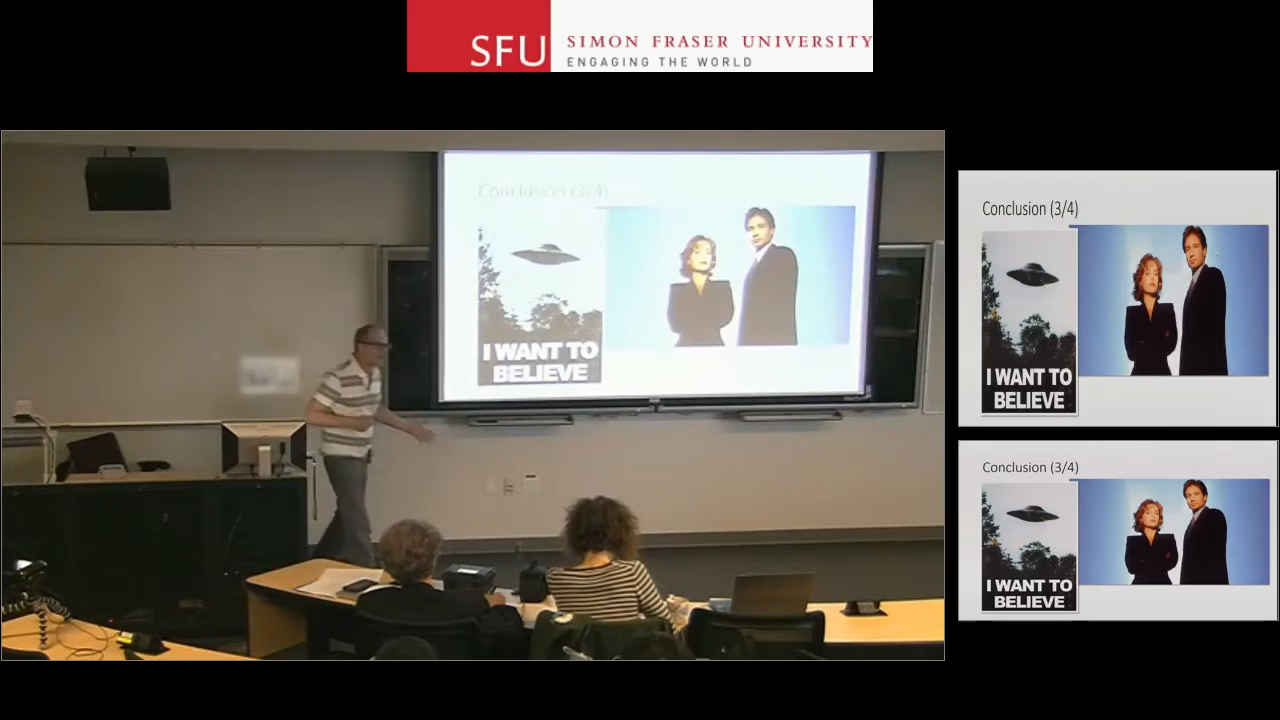 SFU
SIMON FRASER UNIVERSITY
ENGAGING THE WORLD
Conclusion (3/4)
I WANT TO
BELIEVE
Conclusion (3/4)
I WANT TO
BELIEVE
Conclusion (3/4)
I WANT TO
BELIEVE